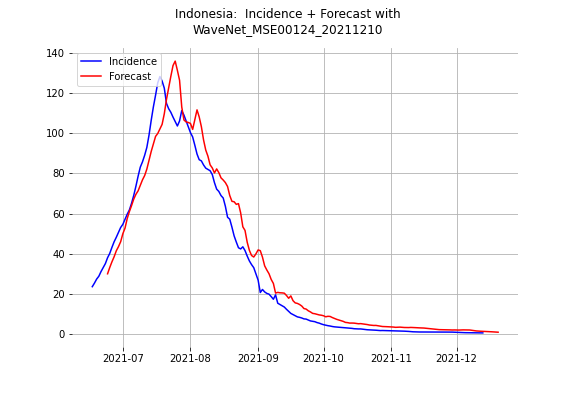 Indonesia:  Incidence + Forecast with
WaveNet_MSE00124_20211210
Incidence
Forecast
140
120
100
80
60
40
20
0
2021-07 2021-08 2021-09 2021-10 2021-11 2021-12